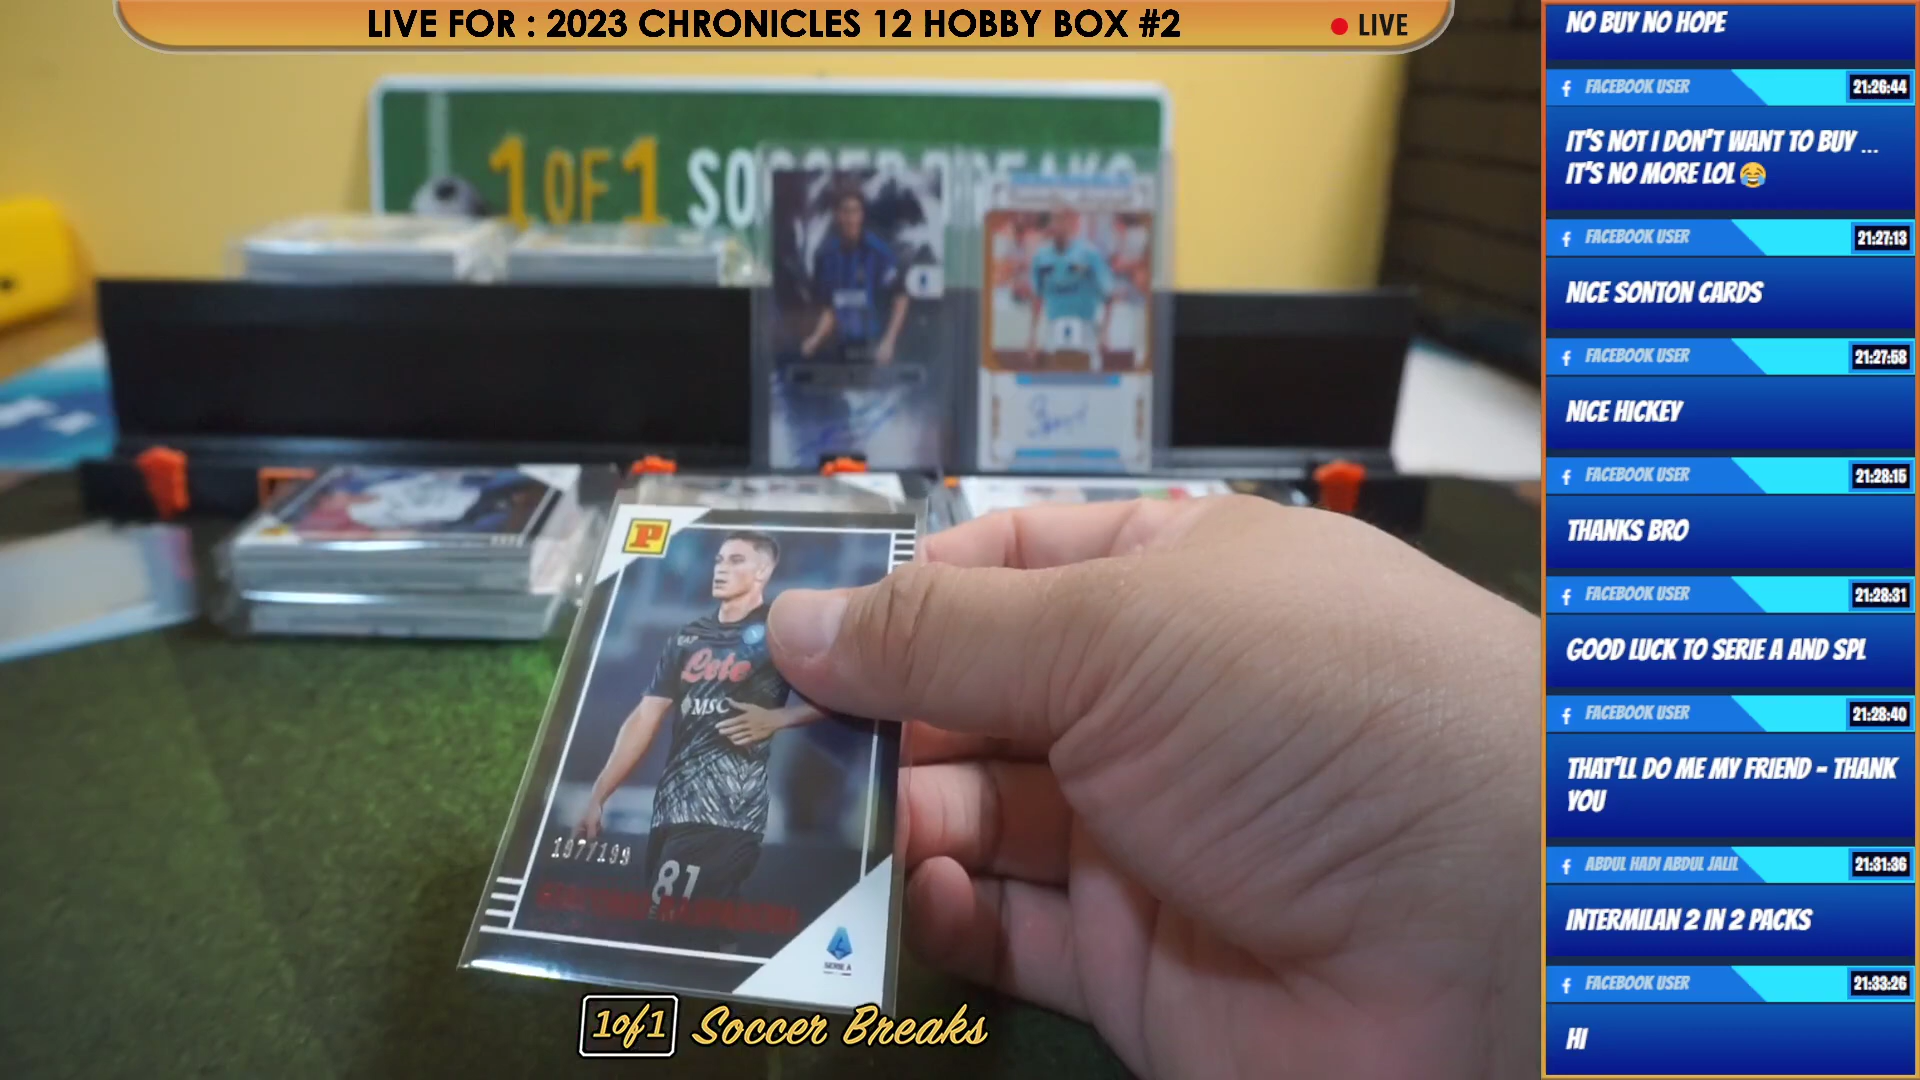 LIVE FOR : 2023 CHRONICLES 12 HOBBY BOX #2
LIVE
1 OF 1
P
Lete
MSC
197/199
81
SERIE A
1of1 Soccer Breaks
NO BUY NO HOPE
FACEBOOK USER 21:26:44
IT'S NOT I DON'T WANT TO BUY ...
IT'S NO MORE LOL 😂
FACEBOOK USER 21:27:13
NICE SONTON CARDS
FACEBOOK USER 21:27:58
NICE HICKEY
FACEBOOK USER 21:28:15
THANKS BRO
FACEBOOK USER 21:28:31
GOOD LUCK TO SERIE A AND SPL
FACEBOOK USER 21:28:40
THAT'LL DO ME MY FRIEND - THANK
YOU
ABDUL HADI ABDUL JALIL 21:31:36
INTERMILAN 2 IN 2 PACKS
FACEBOOK USER 21:33:26
HI